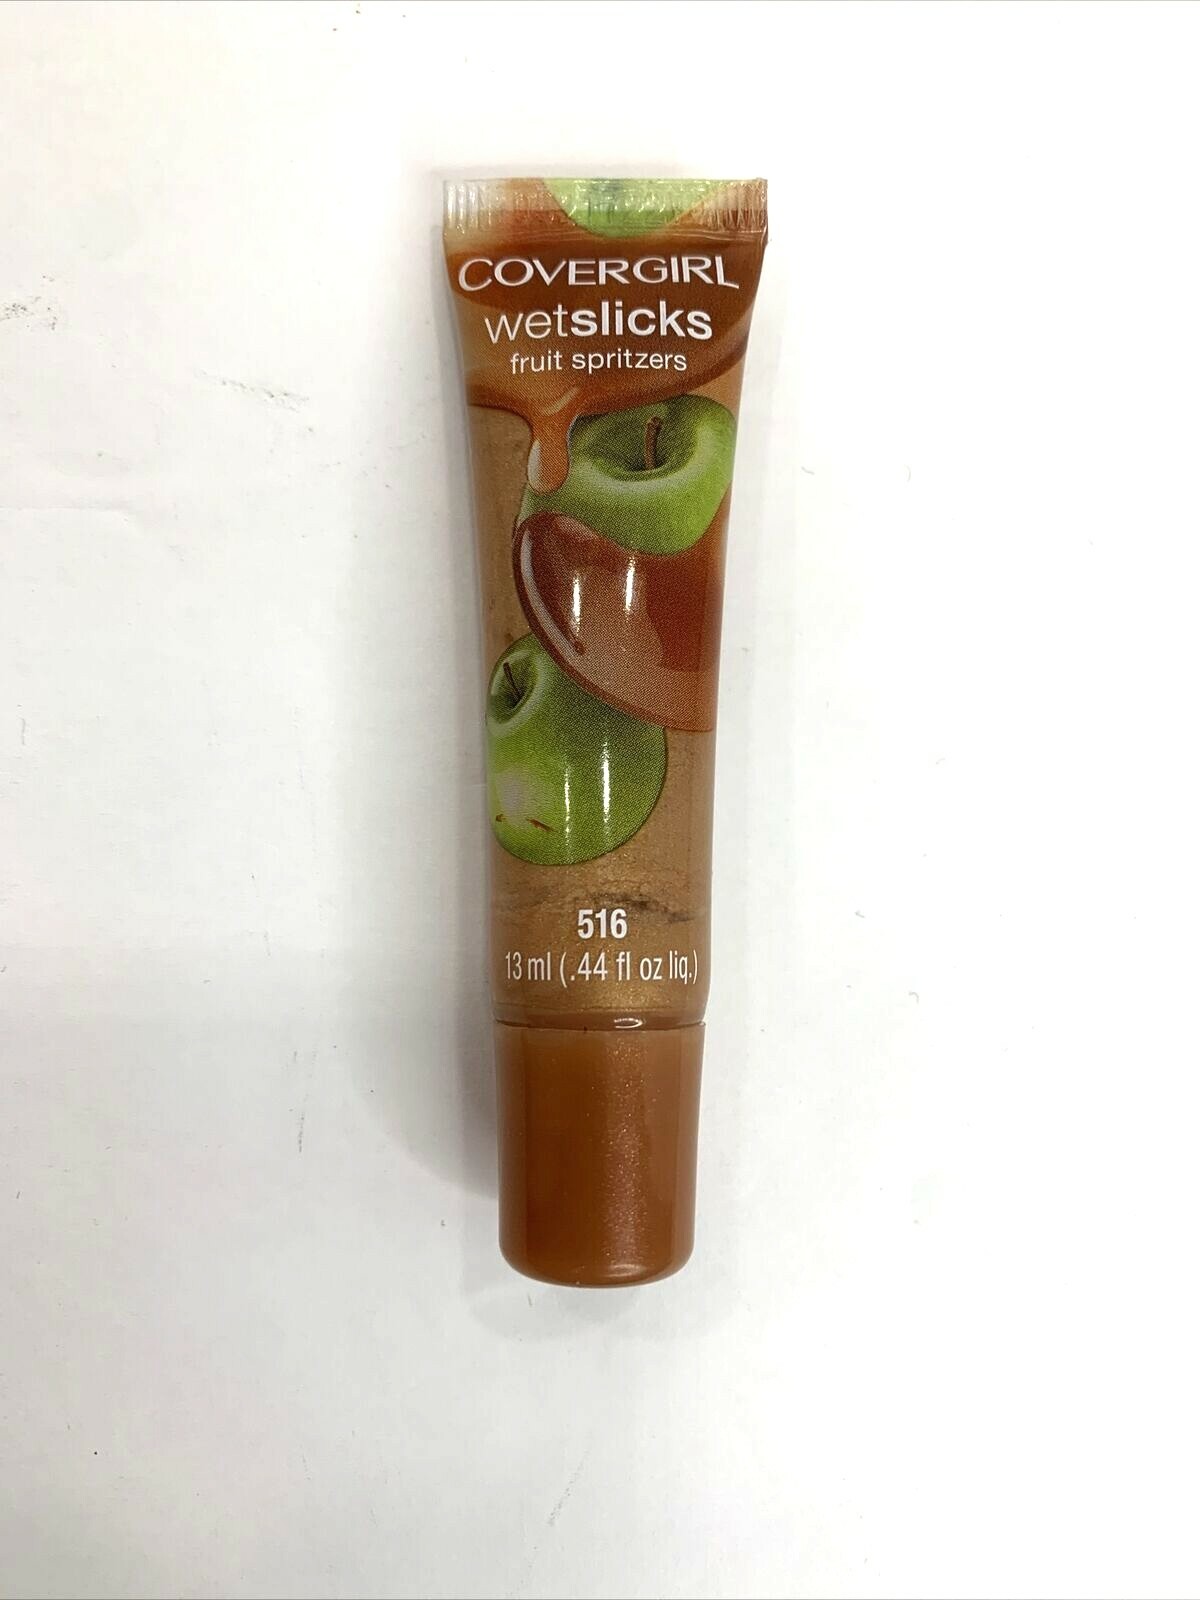 COVERGIRL
wetslicks
fruit spritzers
516
13 ml (.44 fl oz liq.)